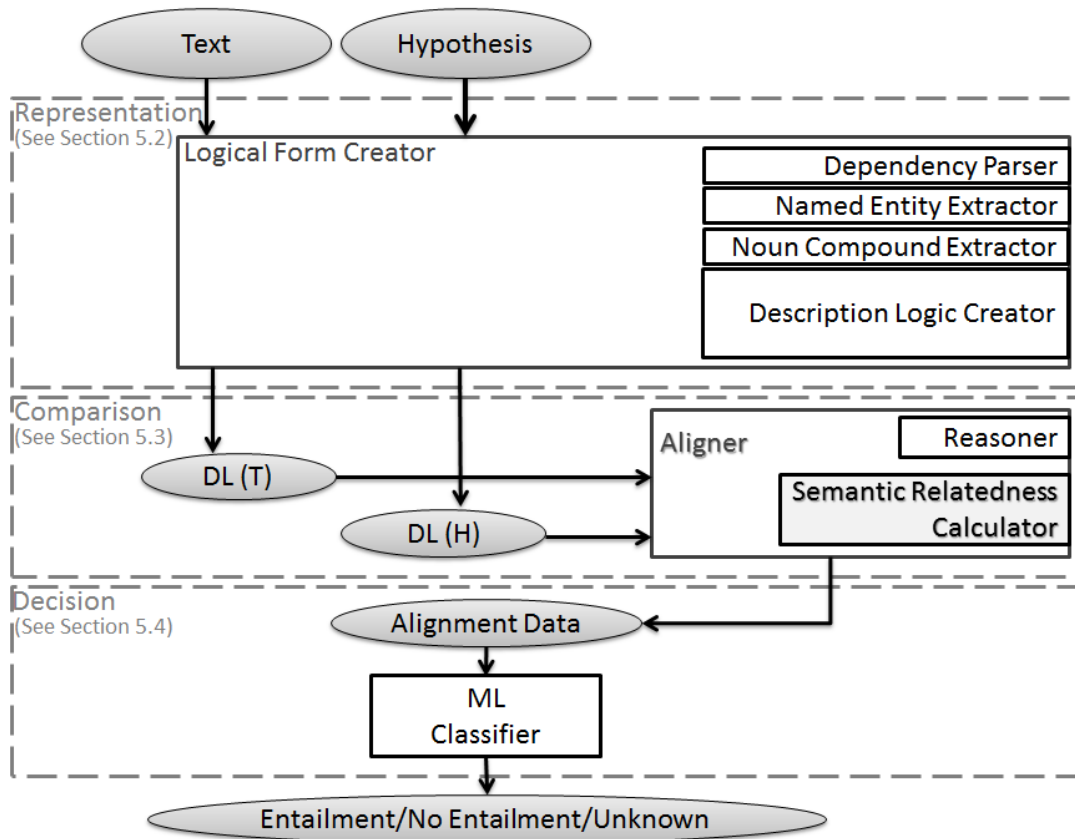 Text
Hypothesis
Representation
(See Section 5.2)
Logical Form Creator
Dependency Parser
Named Entity Extractor
Noun Compound Extractor
Description Logic Creator
Comparison
(See Section 5.3)
Aligner
Reasoner
DL (T)
Semantic Relatedness
Calculator
DL (H)
Decision
(See Section 5.4)
Alignment Data
ML
Classifier
Entailment/No Entailment/Unknown